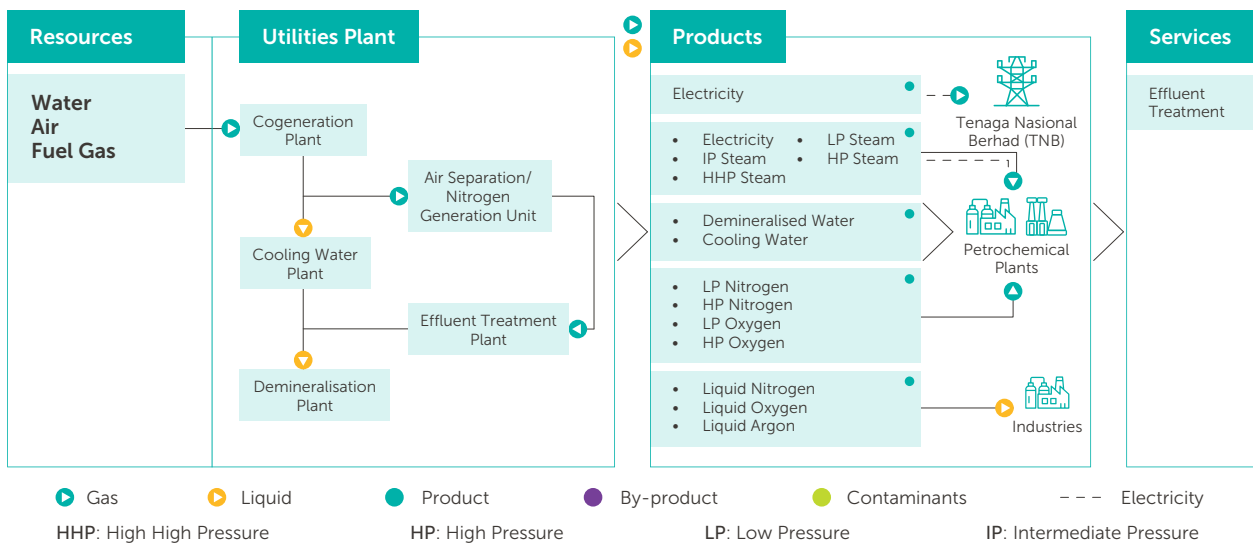 Resources
Water
Air
Fuel Gas
Utilities Plant
Cogeneration
Plant
Air Separation/
Nitrogen
Generation Unit
Cooling Water
Plant
Effluent Treatment
Plant
Demineralisation
Plant
Products
Electricity
• Electricity
• IP Steam
• HHP Steam
• LP Steam
• HP Steam
• Demineralised Water
• Cooling Water
• LP Nitrogen
• HP Nitrogen
• LP Oxygen
• HP Oxygen
• Liquid Nitrogen
• Liquid Oxygen
• Liquid Argon
Tenaga Nasional
Berhad (TNB)
Petrochemical
Plants
Industries
Services
Effluent
Treatment
Gas
Liquid
Product
By-product
Contaminants
Electricity
HHP: High High Pressure
HP: High Pressure
LP: Low Pressure
IP: Intermediate Pressure